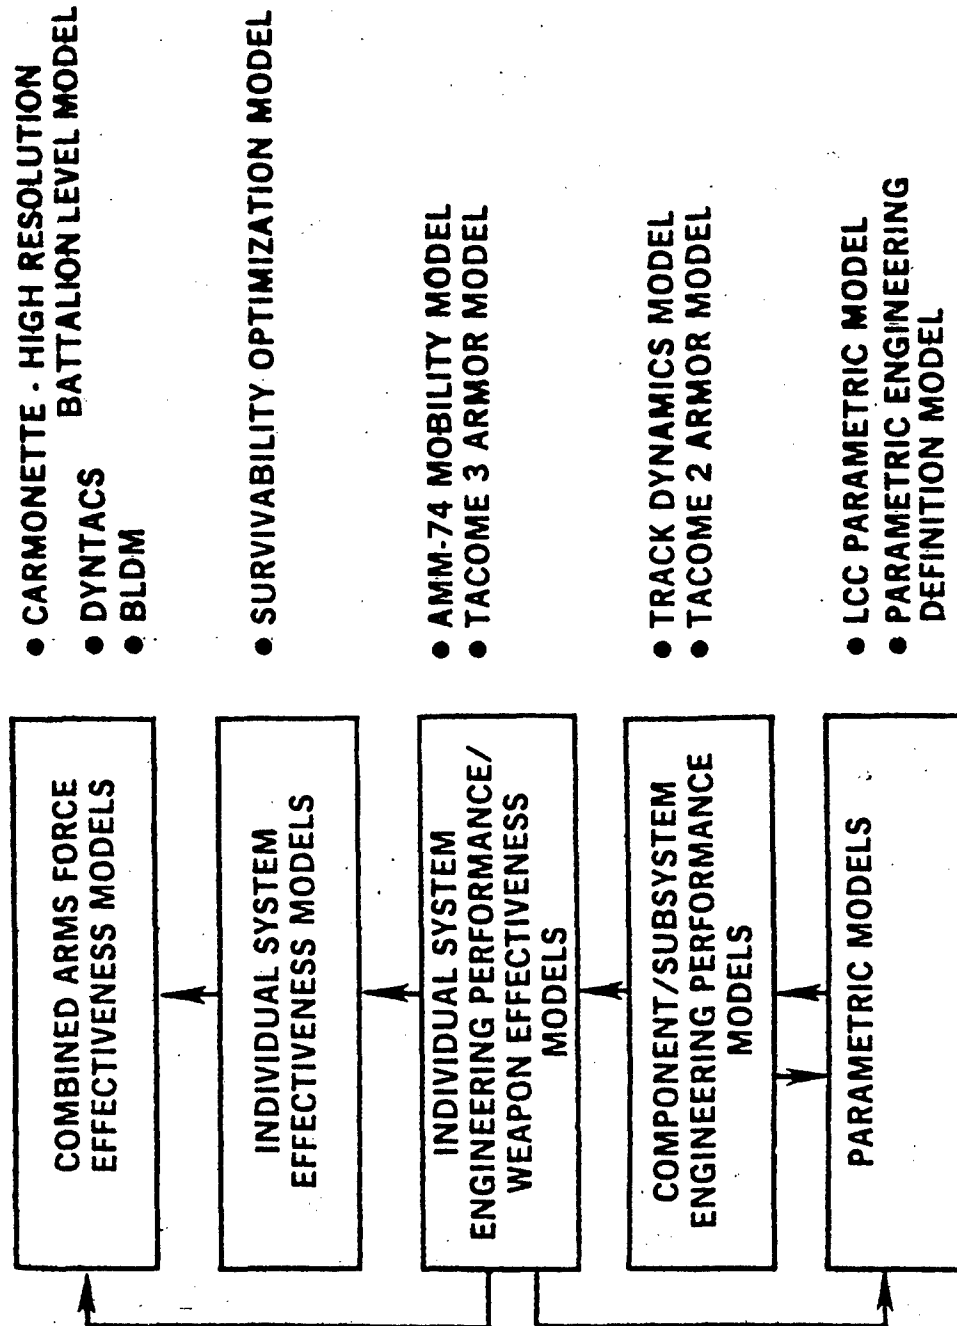 COMBINED ARMS FORCE
EFFECTIVENESS MODELS
● CARMONETTE - HIGH RESOLUTION
BATTALION LEVEL MODEL
● DYNTACS
● BLDM
INDIVIDUAL SYSTEM
EFFECTIVENESS MODELS
● SURVIVABILITY OPTIMIZATION MODEL
INDIVIDUAL SYSTEM
ENGINEERING PERFORMANCE/
WEAPON EFFECTIVENESS
MODELS
● AMM-74 MOBILITY MODEL
● TACOME 3 ARMOR MODEL
COMPONENT/SUBSYSTEM
ENGINEERING PERFORMANCE
MODELS
● TRACK DYNAMICS MODEL
● TACOME 2 ARMOR MODEL
PARAMETRIC MODELS
● LCC PARAMETRIC MODEL
● PARAMETRIC ENGINEERING
DEFINITION MODEL